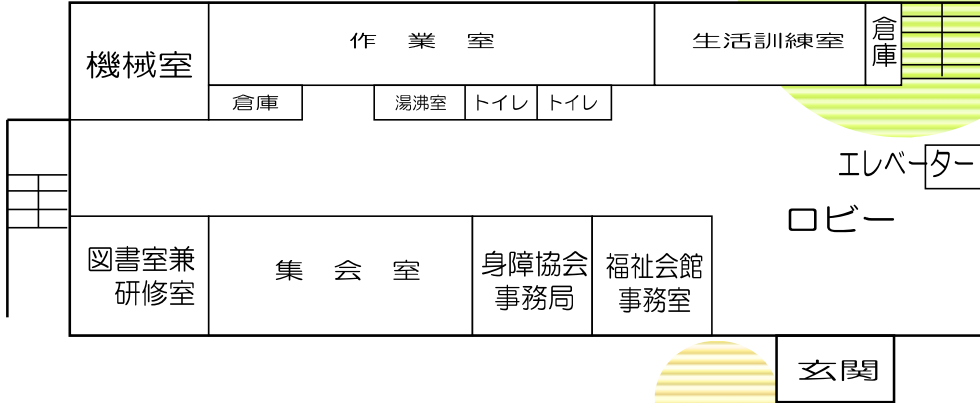 機械室
作業室
生活訓練室
倉庫
倉庫
湯沸室
トイレ
トイレ
エレベーター
ロビー
図書室兼
研修室
集会室
身障協会
事務局
福祉会館
事務室
玄関